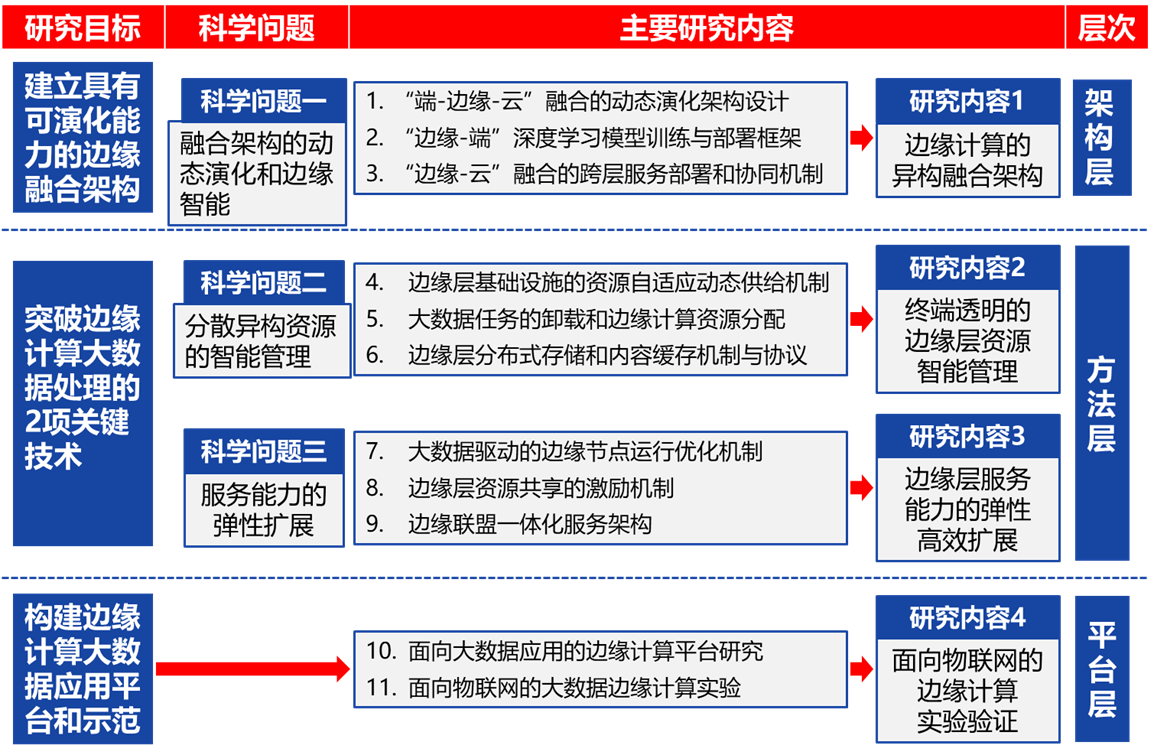 研究目标
科学问题
主要研究内容
层次
建立具有
可演化能
力的边缘
融合架构
科学问题一
融合架构的动
态演化和边缘
智能
1. “端-边缘-云”融合的动态演化架构设计
2. “边缘-端”深度学习模型训练与部署框架
3. “边缘-云”融合的跨层服务部署和协同机制
研究内容1
边缘计算的
异构融合架构
架
构
层
突破边缘
计算大数
据处理的
2项关键
技术
科学问题二
分散异构资源
的智能管理
4. 边缘层基础设施的资源自适应动态供给机制
5. 大数据任务的卸载和边缘计算资源分配
6. 边缘层分布式存储和内容缓存机制与协议
研究内容2
终端透明的
边缘层资源
智能管理
科学问题三
服务能力的
弹性扩展
7. 大数据驱动的边缘节点运行优化机制
8. 边缘层资源共享的激励机制
9. 边缘联盟一体化服务架构
研究内容3
边缘层服务
能力的弹性
高效扩展
方
法
层
构建边缘
计算大数
据应用平
台和示范
10. 面向大数据应用的边缘计算平台研究
11. 面向物联网的大数据边缘计算实验
研究内容4
面向物联网的
边缘计算
实验验证
平
台
层